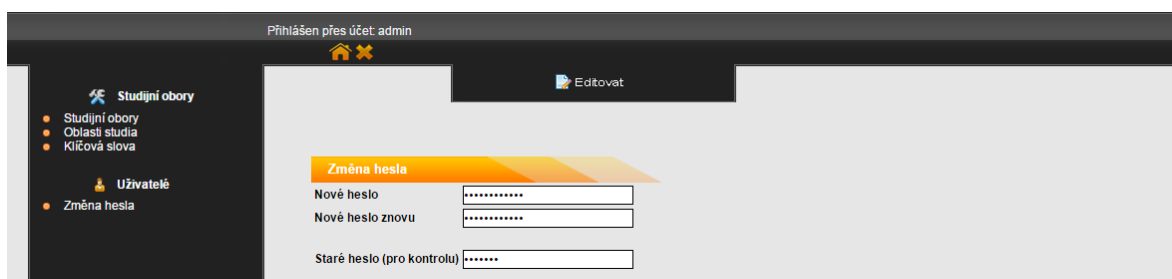 Přihlášen přes účet: admin
Editovat
Studijní obory
Studijní obory
Oblasti studia
Klíčová slova
Uživatelé
Změna hesla
Změna hesla
Nové heslo ••••••••••••
Nové heslo znovu ••••••••••••
Staré heslo (pro kontrolu) •••••••